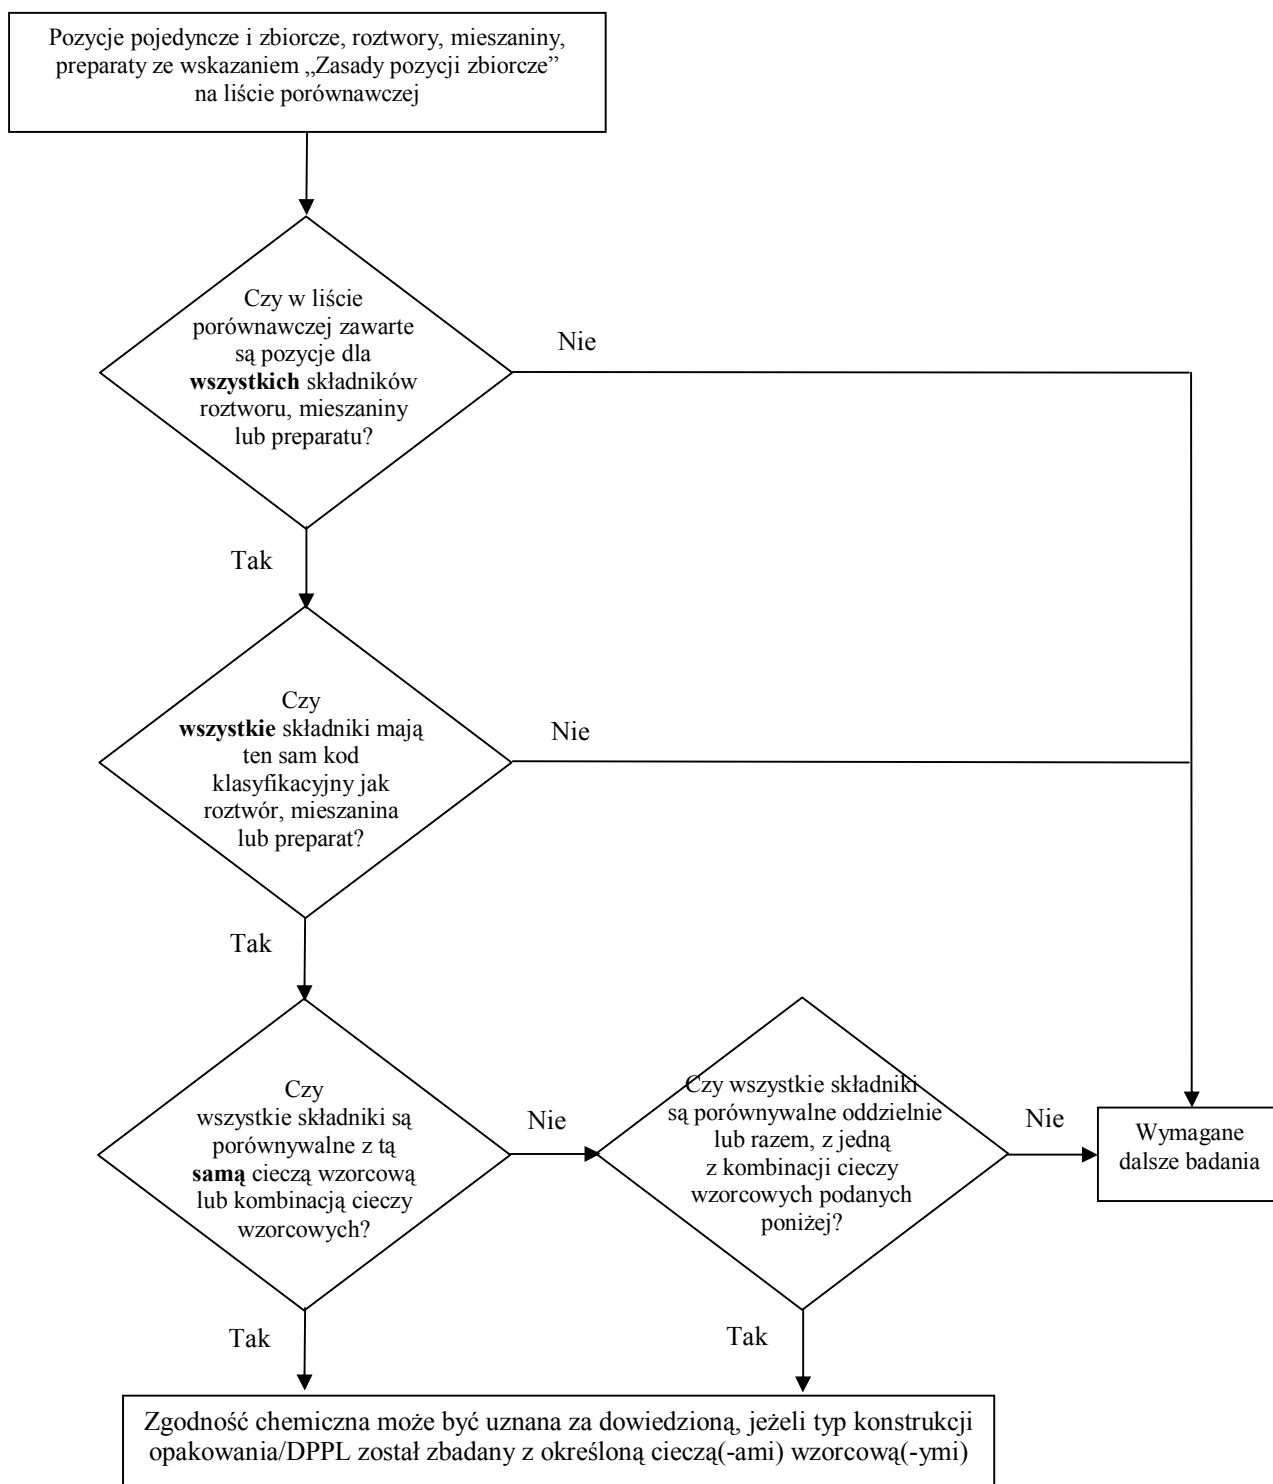 Pozycje pojedyncze i zbiorcze, roztwory, mieszaniny,
preparaty ze wskazaniem „Zasady pozycji zbiorcze”
na liście porównawczej
Czy w liście
porównawczej zawarte
są pozycje dla
wszystkich składników
roztworu, mieszaniny
lub preparatu?
Nie
Tak
Czy
wszystkie składniki mają
ten sam kod
klasyfikacyjny jak
roztwór, mieszanina
lub preparat?
Nie
Tak
Czy
wszystkie składniki są
porównywalne z tą
samą cieczą wzorcową
lub kombinacją cieczy
wzorcowych?
Nie
Czy wszystkie składniki
są porównywalne oddzielnie
lub razem, z jedną
z kombinacji cieczy
wzorcowych podanych
poniżej?
Nie
Wymagane
dalsze badania
Tak
Tak
Zgodność chemiczna może być uznana za dowiedzioną, jeżeli typ konstrukcji
opakowania/DPPL został zbadany z określoną cieczą(-ami) wzorcową(-ymi)